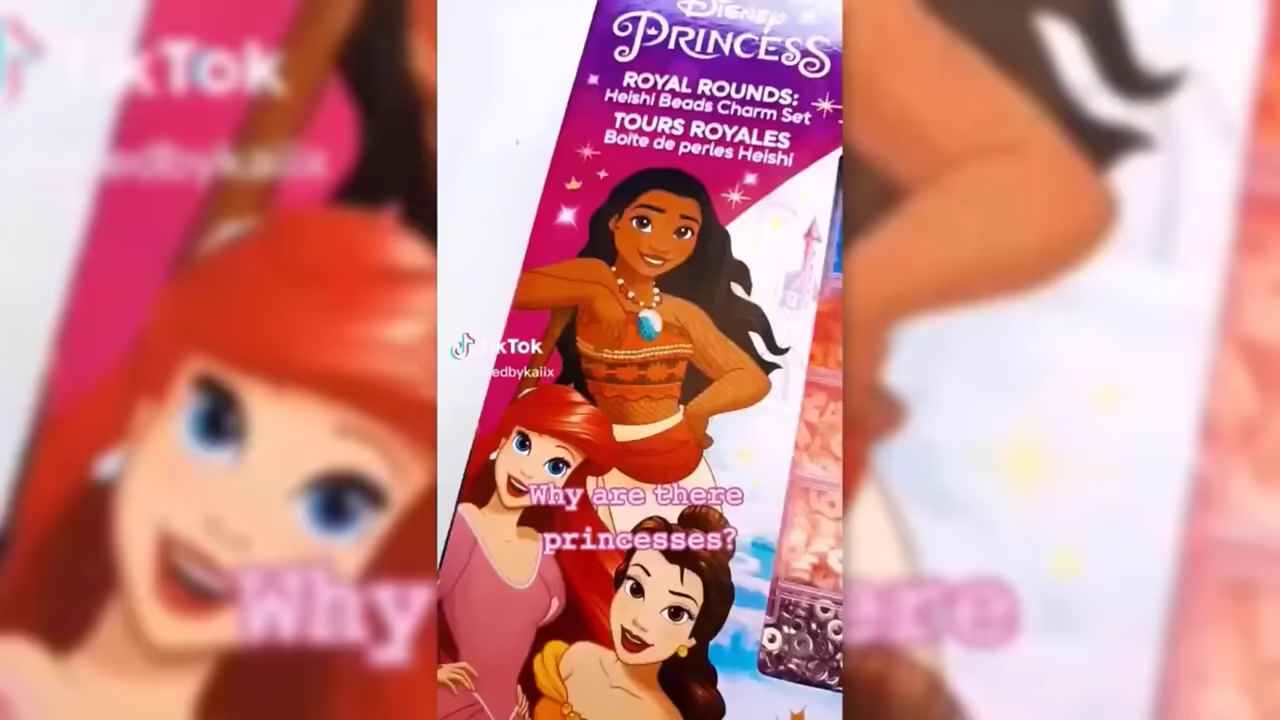 DISNEY
PRINCESS
ROYAL ROUNDS:
Heishi Beads Charm Set
TOURS ROYALES
Boîte de perles Heishi
TikTok
edbykaiix
Why are there
princesses?